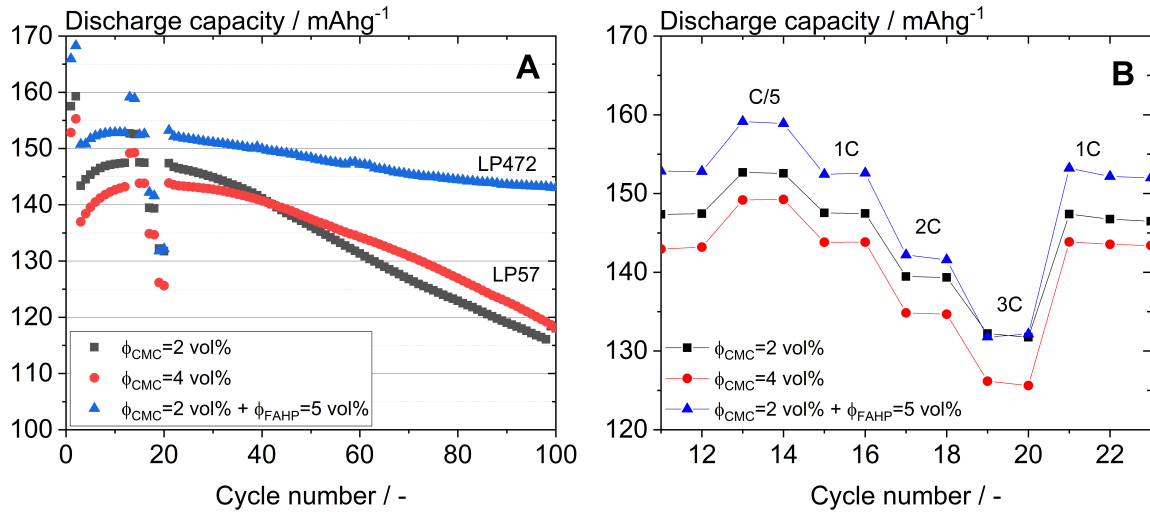 Discharge capacity / mAhg⁻¹
170
160
150
140
130
120
110
100
0
20
40
60
80
100
Cycle number / -
A
LP472
LP57
ϕCMC=2 vol%
ϕCMC=4 vol%
ϕCMC=2 vol% + ϕFAHP=5 vol%
Discharge capacity / mAhg⁻¹
170
160
150
140
130
120
12
14
16
18
20
22
Cycle number / -
B
C/5
1C
2C
3C
1C
ϕCMC=2 vol%
ϕCMC=4 vol%
ϕCMC=2 vol% + ϕFAHP=5 vol%